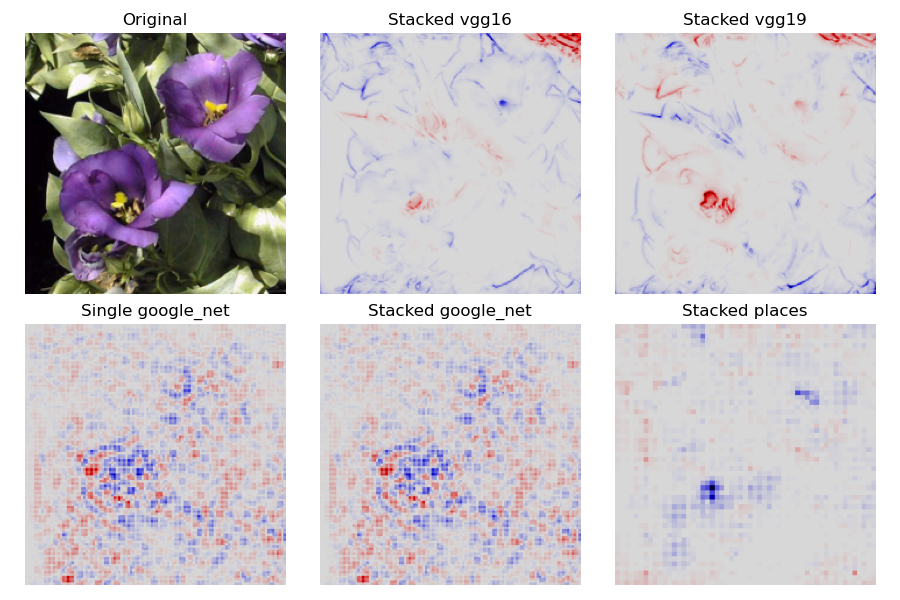 Original
Stacked vgg16
Stacked vgg19
Single google_net
Stacked google_net
Stacked places